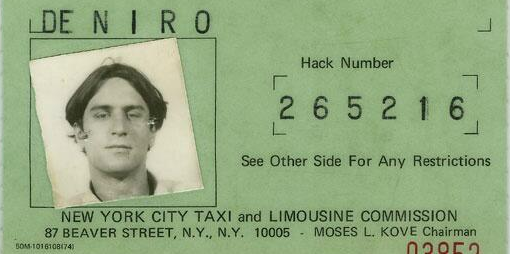 DE NIRO
Hack Number
265216
See Other Side For Any Restrictions
NEW YORK CITY TAXI and LIMOUSINE COMMISSION
87 BEAVER STREET, N.Y., N.Y. 10005 - MOSES L. KOVE Chairman
50M-1016108(74)